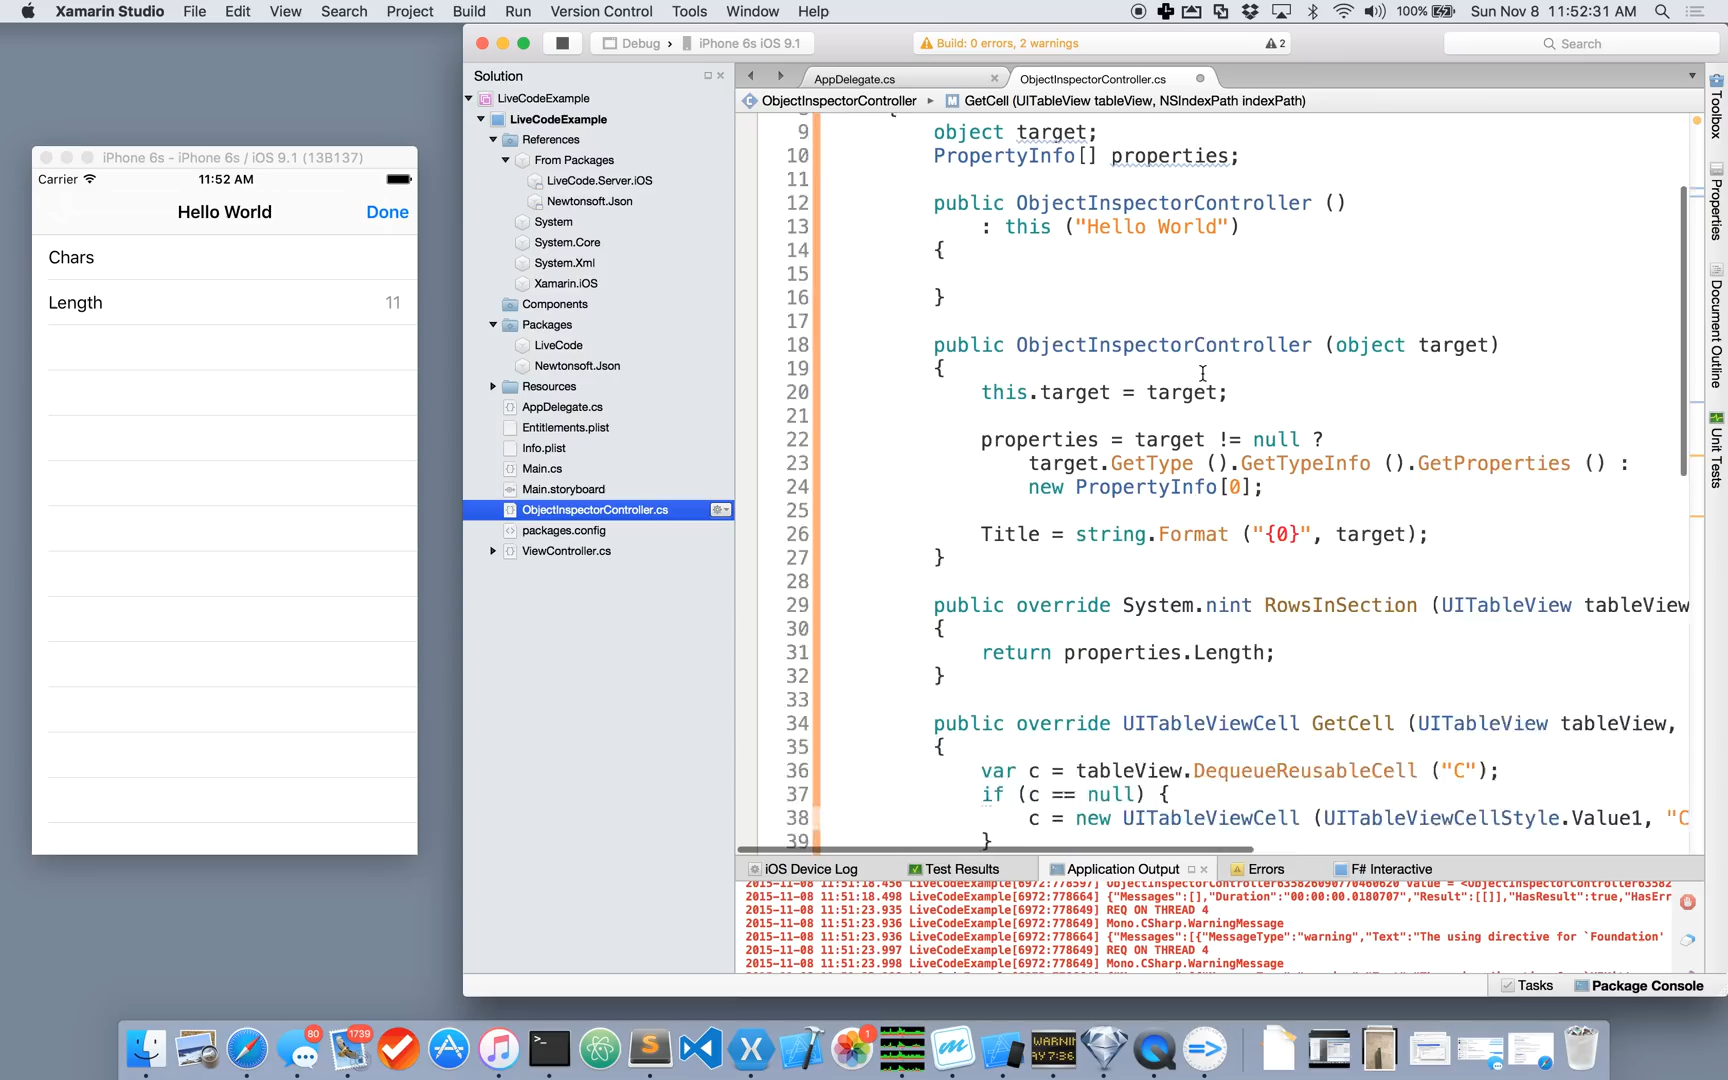 Xamarin Studio File Edit View Search Project Build Run Version Control Tools Window Help 100% Sun Nov 8 11:52:31 AM
Debug › iPhone 6s iOS 9.1
Build: 0 errors, 2 warnings 2
Search
Solution
LiveCodeExample
LiveCodeExample
References
From Packages
LiveCode.Server.iOS
Newtonsoft.Json
System
System.Core
System.Xml
Xamarin.iOS
Components
Packages
LiveCode
Newtonsoft.Json
Resources
AppDelegate.cs
Entitlements.plist
Info.plist
Main.cs
Main.storyboard
ObjectInspectorController.cs
packages.config
ViewController.cs
iPhone 6s - iPhone 6s / iOS 9.1 (13B137)
Carrier 11:52 AM
Hello World Done
Chars
Length 11
AppDelegate.cs ObjectInspectorController.cs
ObjectInspectorController ▸ M GetCell (UITableView tableView, NSIndexPath indexPath)
{
9 object target;
10 PropertyInfo[] properties;
11
12 public ObjectInspectorController ()
13 : this ("Hello World")
14 {
15
16 }
17
18 public ObjectInspectorController (object target)
19 {
20 this.target = target;
21
22 properties = target != null ?
23 target.GetType ().GetTypeInfo ().GetProperties () :
24 new PropertyInfo[0];
25
26 Title = string.Format ("{0}", target);
27 }
28
29 public override System.nint RowsInSection (UITableView tableView
30 {
31 return properties.Length;
32 }
33
34 public override UITableViewCell GetCell (UITableView tableView,
35 {
36 var c = tableView.DequeueReusableCell ("C");
37 if (c == null) {
38 c = new UITableViewCell (UITableViewCellStyle.Value1, "C
39 }
Toolbox
Properties
Document Outline
Unit Tests
iOS Device Log Test Results Application Output Errors F# Interactive
2015-11-08 11:51:18.498 LiveCodeExample[6972:778664] {"Messages":[],"Duration":"00:00:00.0180707","Result":[[]],"HasResult":true,"HasErr
2015-11-08 11:51:23.935 LiveCodeExample[6972:778649] REQ ON THREAD 4
2015-11-08 11:51:23.936 LiveCodeExample[6972:778649] Mono.CSharp.WarningMessage
2015-11-08 11:51:23.936 LiveCodeExample[6972:778664] {"Messages":[{"MessageType":"warning","Text":"The using directive for `Foundation'
2015-11-08 11:51:23.997 LiveCodeExample[6972:778649] REQ ON THREAD 4
2015-11-08 11:51:23.998 LiveCodeExample[6972:778649] Mono.CSharp.WarningMessage
Tasks Package Console
80
1739
1
WARNIN
AY 7:36